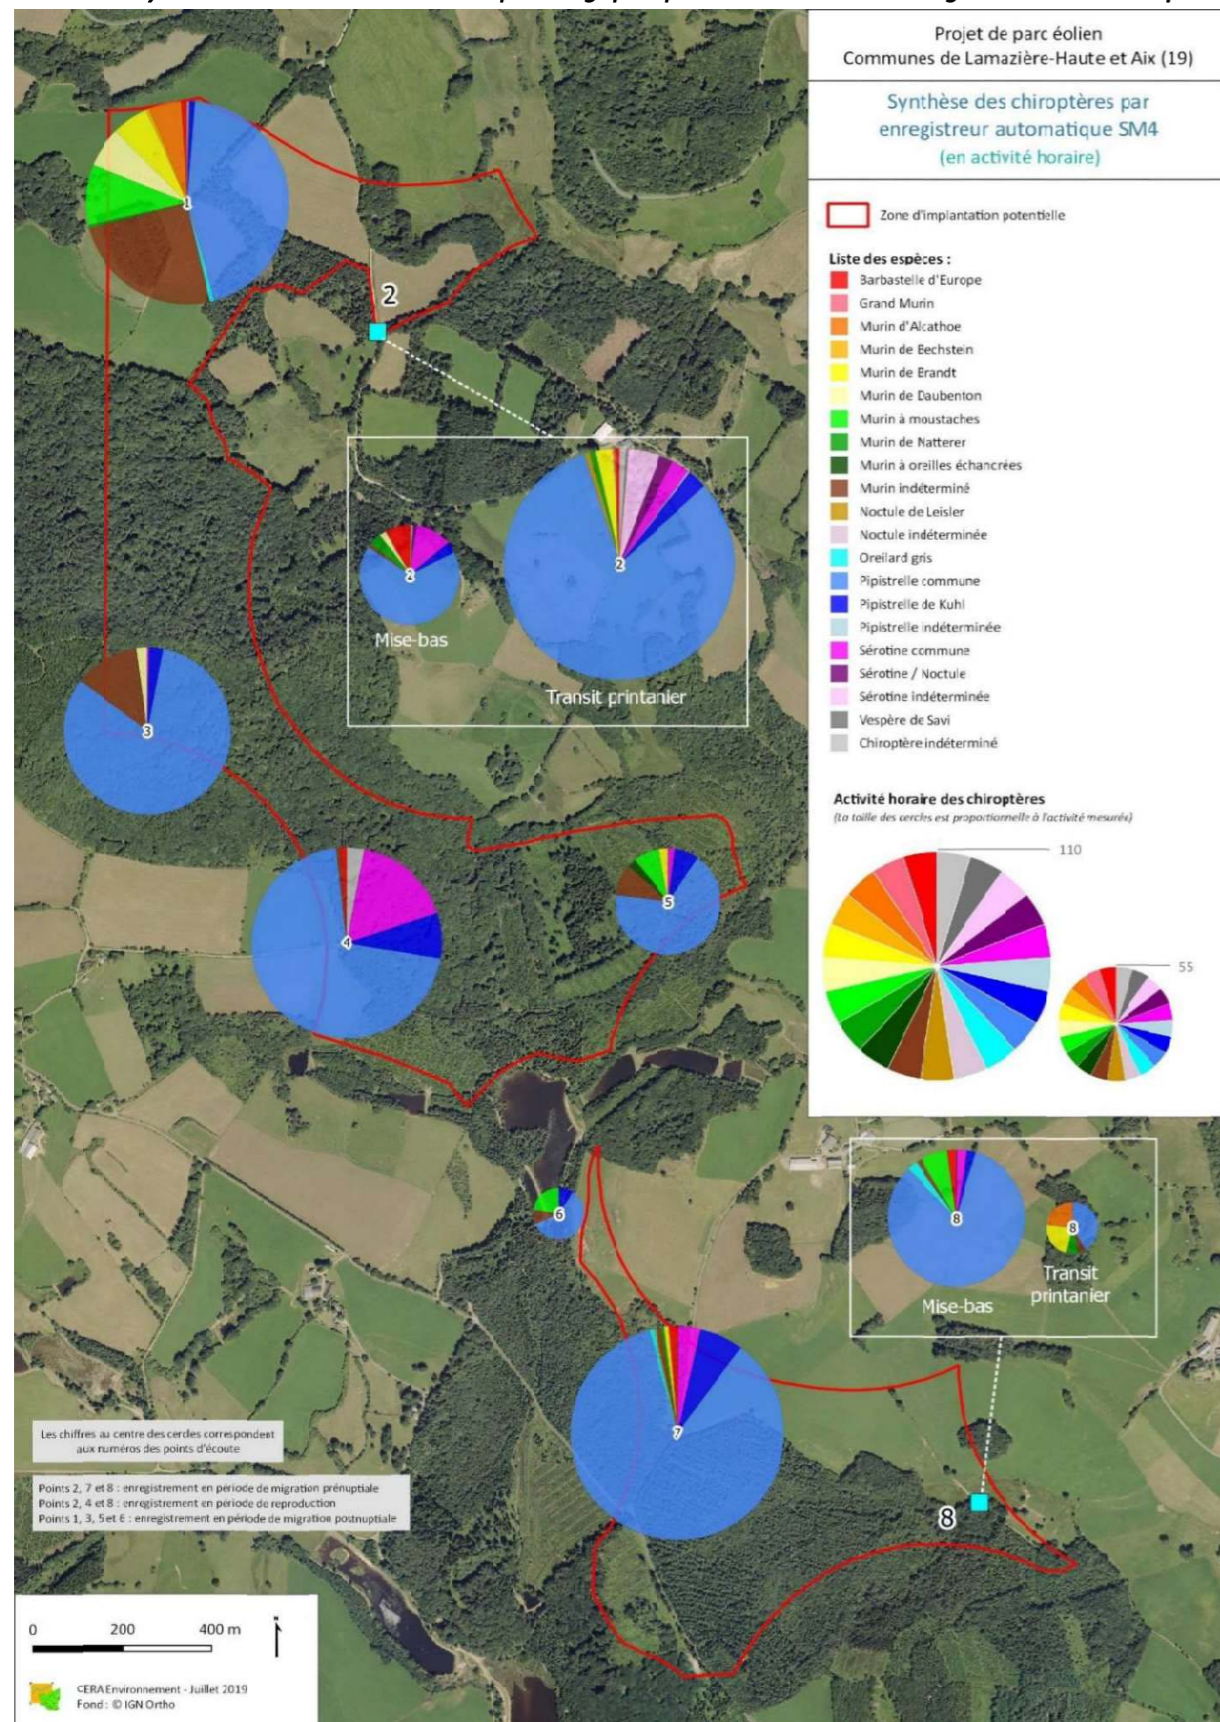 Projet de parc éolien
Communes de Lamazière-Haute et Aix (19)
Synthèse des chiroptères par
enregistreur automatique SM4
(en activité horaire)
Zone d'implantation potentielle
Liste des espèces :
Barbastelle d'Europe
Grand Murin
Murin d'Alcathoe
Murin de Bechstein
Murin de Brandt
Murin de Daubenton
Murin à moustaches
Murin de Natterer
Murin à oreilles échancrées
Murin indéterminé
Noctule de Leisler
Noctule indéterminée
Oreillard gris
Pipistrelle commune
Pipistrelle de Kuhl
Pipistrelle indéterminée
Sérotine commune
Sérotine / Noctule
Sérotine indéterminée
Vespère de Savi
Chiroptère indéterminé
Activité horaire des chiroptères
(La taille des cercles est proportionnelle à l'activité mesurée)
110
55
1
2
2
2
Mise-bas
Transit printanier
3
4
5
6
7
8
8
Mise-bas
Transit
printanier
8
Les chiffres au centre des cercles correspondent
aux numéros des points d'écoute
Points 2, 7 et 8 : enregistrement en période de migration prénuptiale
Points 2, 4 et 8 : enregistrement en période de reproduction
Points 1, 3, 5 et 6 : enregistrement en période de migration postnuptiale
0 200 400 m
N
CERA Environnement - Juillet 2019
Fond : © IGN Ortho